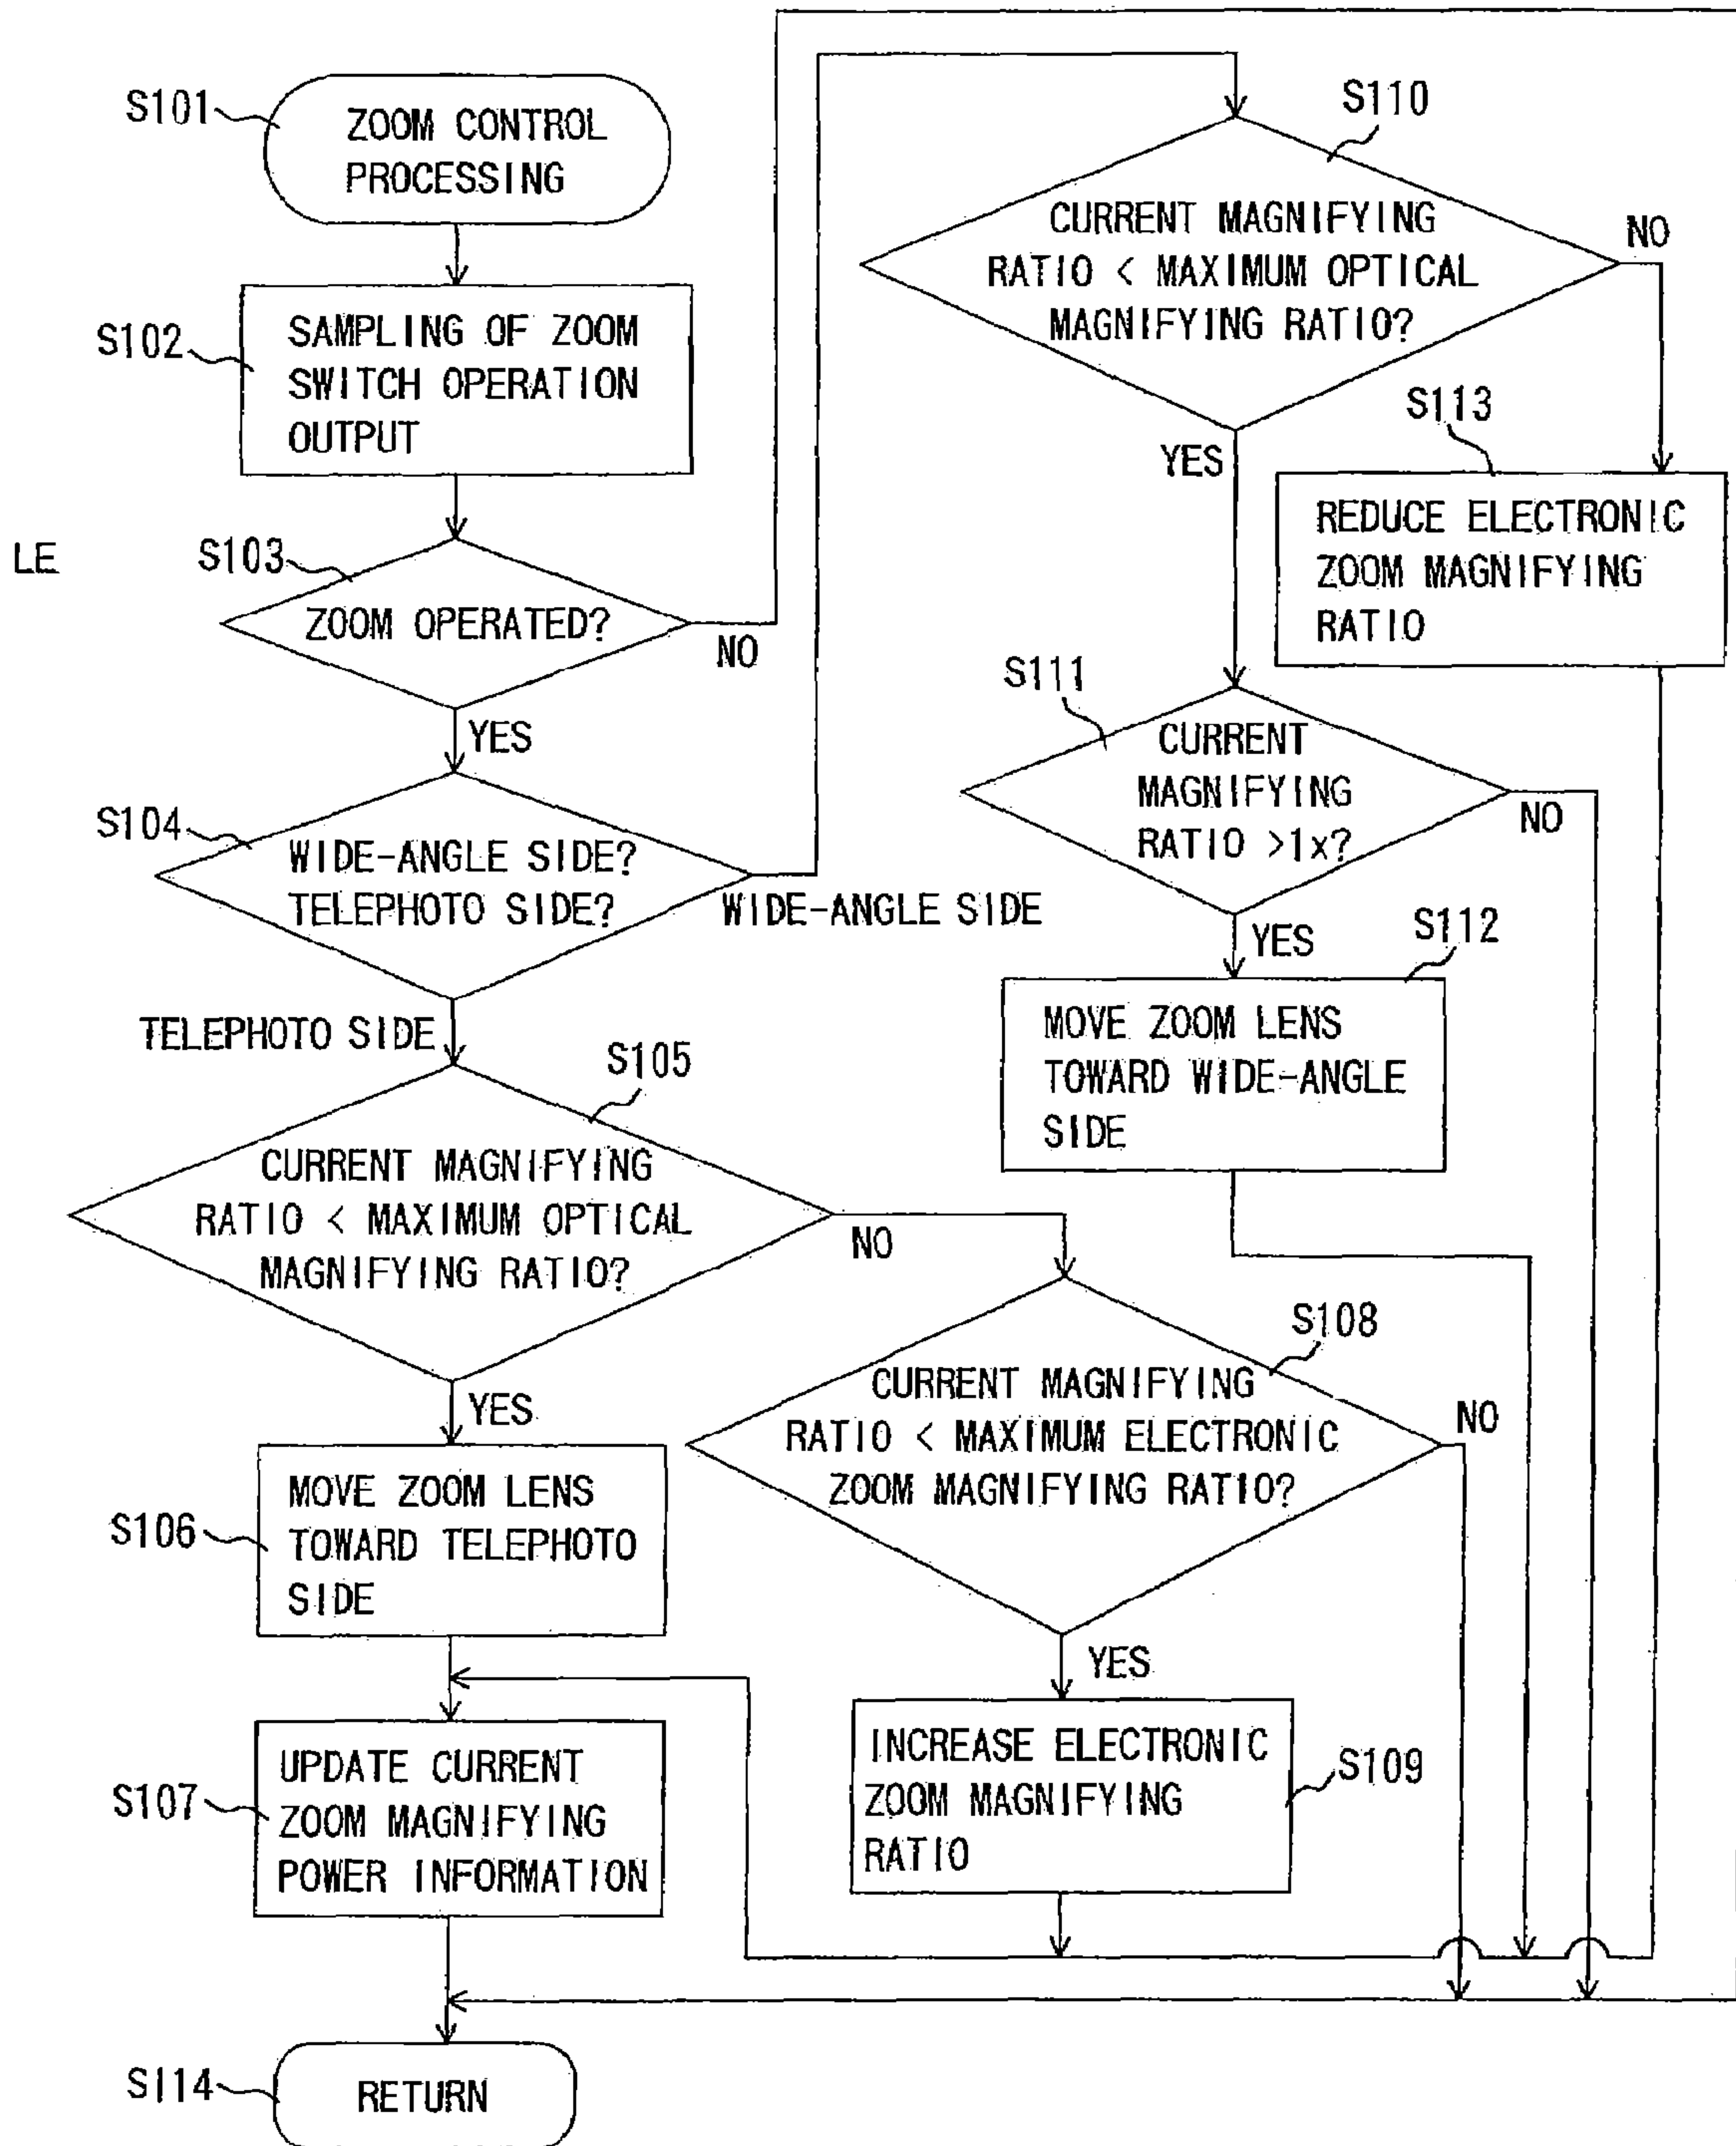 S101
ZOOM CONTROL
PROCESSING
S102
SAMPLING OF ZOOM
SWITCH OPERATION
OUTPUT
LE
S103
ZOOM OPERATED?
NO
YES
S104
WIDE-ANGLE SIDE?
TELEPHOTO SIDE?
WIDE-ANGLE SIDE
TELEPHOTO SIDE
S105
CURRENT MAGNIFYING
RATIO < MAXIMUM OPTICAL
MAGNIFYING RATIO?
NO
YES
S106
MOVE ZOOM LENS
TOWARD TELEPHOTO
SIDE
S107
UPDATE CURRENT
ZOOM MAGNIFYING
POWER INFORMATION
S108
CURRENT MAGNIFYING
RATIO < MAXIMUM ELECTRONIC
ZOOM MAGNIFYING RATIO?
NO
YES
INCREASE ELECTRONIC
ZOOM MAGNIFYING
RATIO
S109
S110
CURRENT MAGNIFYING
RATIO < MAXIMUM OPTICAL
MAGNIFYING RATIO?
NO
YES
S113
REDUCE ELECTRONIC
ZOOM MAGNIFYING
RATIO
S111
CURRENT
MAGNIFYING
RATIO >1x?
NO
YES
S112
MOVE ZOOM LENS
TOWARD WIDE-ANGLE
SIDE
S114
RETURN